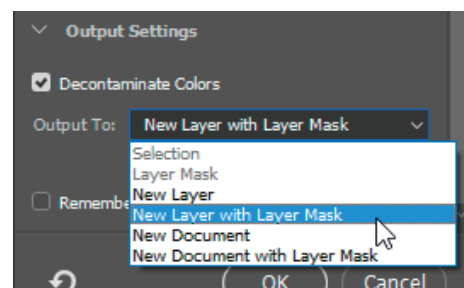 Output Settings
Decontaminate Colors
Output To: New Layer with Layer Mask
Selection
Layer Mask
New Layer
New Layer with Layer Mask
New Document
New Document with Layer Mask
OK Cancel